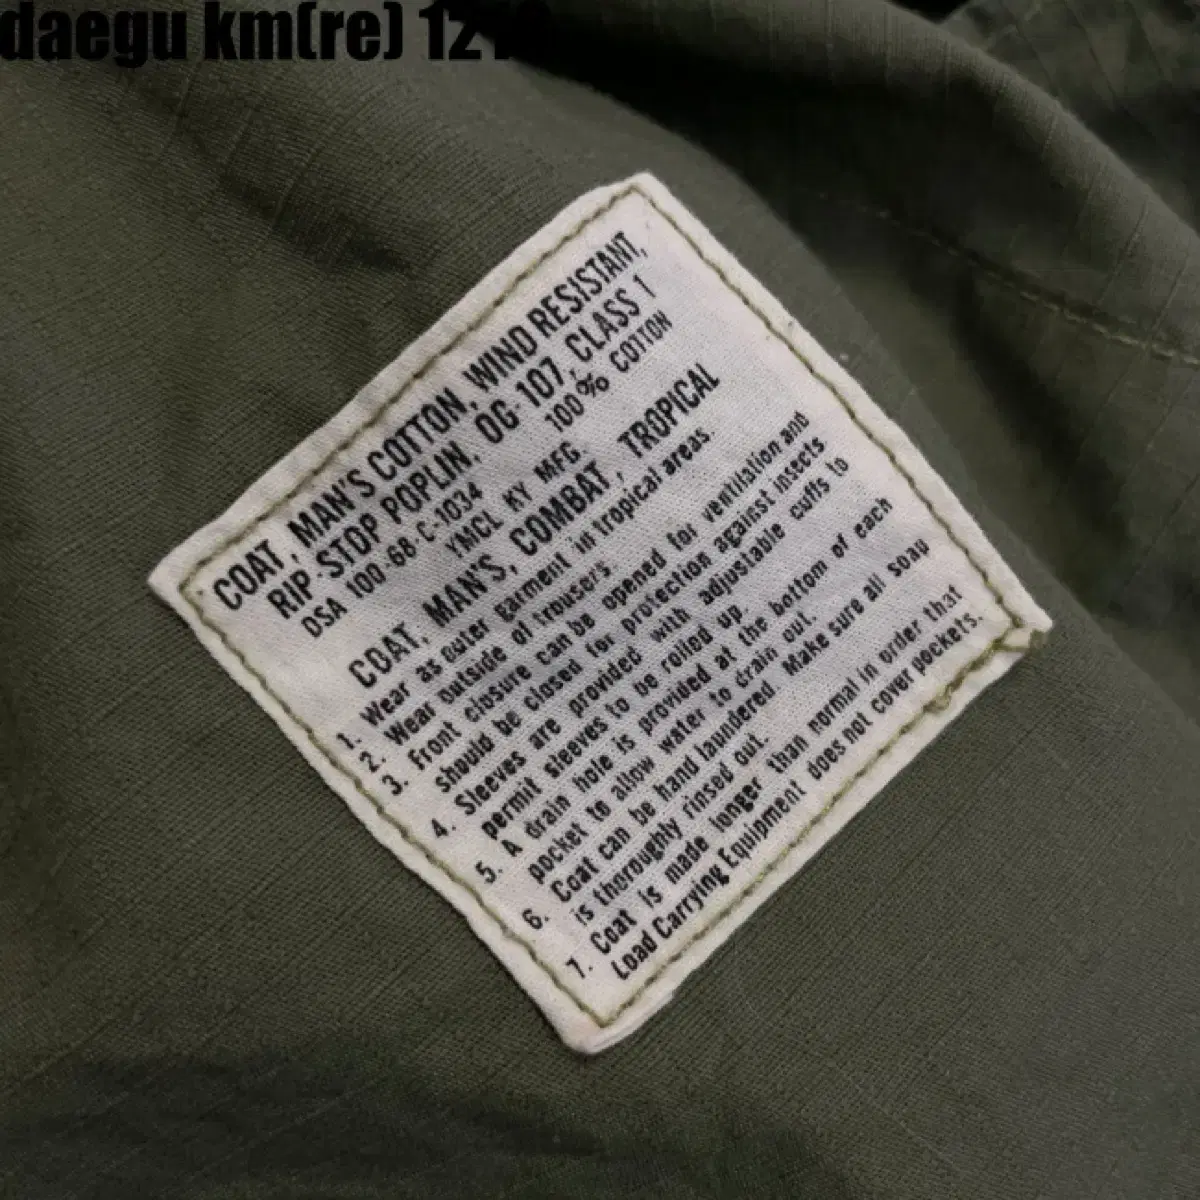 daegu km(re) 121
COAT, MAN'S COTTON, WIND RESISTANT,
RIP-STOP POPLIN, OG-107, CLASS 1
DSA 100-68-C-1034 100% COTTON
YMCL KY MFG.
COAT, MAN'S, COMBAT, TROPICAL
1. Wear as outer garment in tropical areas.
2. Wear outside of trousers
3. Front closure can be opened for ventilation and
should be closed for protection against insects
4. Sleeves are provided with adjustable cuffs to
permit sleeves to be rolled up.
5. A drain hole is provided at the bottom of each
pocket to allow water to drain out.
6. Coat can be hand laundered. Make sure all soap
is thoroughly rinsed out.
7. Coat is made longer than normal in order that
Load Carrying Equipment does not cover pockets.